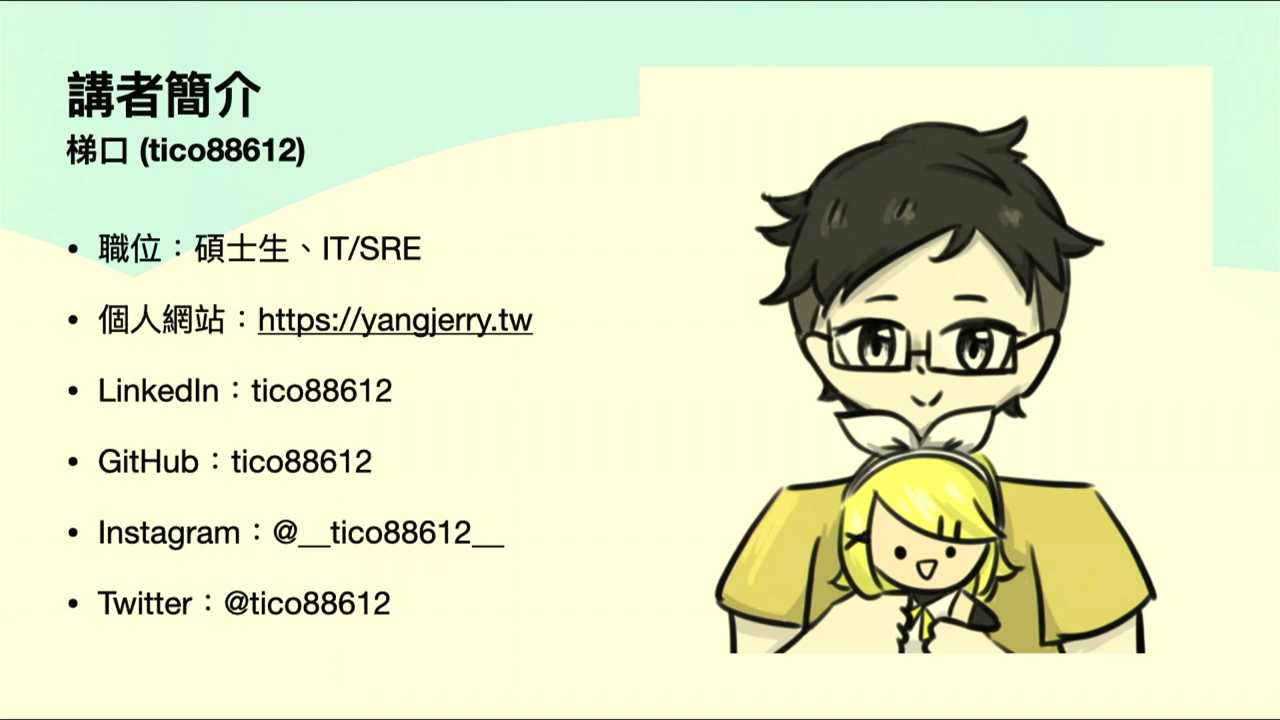 講者簡介
梯口 (tico88612)
• 職位：碩士生、IT/SRE
• 個人網站：https://yangjerry.tw
• LinkedIn：tico88612
• GitHub：tico88612
• Instagram：@__tico88612__
• Twitter：@tico88612